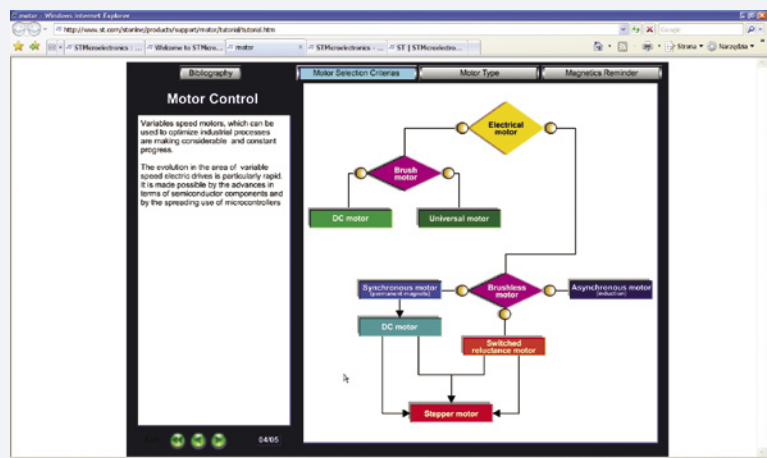 motor - Windows Internet Explorer
http://www.st.com/stonline/products/support/motor/tutorial/tutorial.htm
Google
STMicroelectronics : ...
Welcome to STMicro...
motor
STMicroelectronics - ...
ST | STMicroelectro...
Strona
Narzędzia
Bibliography
Motor Selection Criterias
Motor Type
Magnetics Reminder
Motor Control
Variables speed motors, which can be
used to optimize industrial processes
are making considerable and constant
progress.
The evolution in the area of variable
speed electric drives is particularly rapid.
It is made possible by the advances in
terms of semiconductor components and
by the spreading use of microcontrollers
Electrical
motor
Brush
motor
DC motor
Universal motor
Synchronous motor
(permanent magnets)
Brushless
motor
Asynchronous motor
(induction)
DC motor
Switched
reluctance motor
Stepper motor
04/05